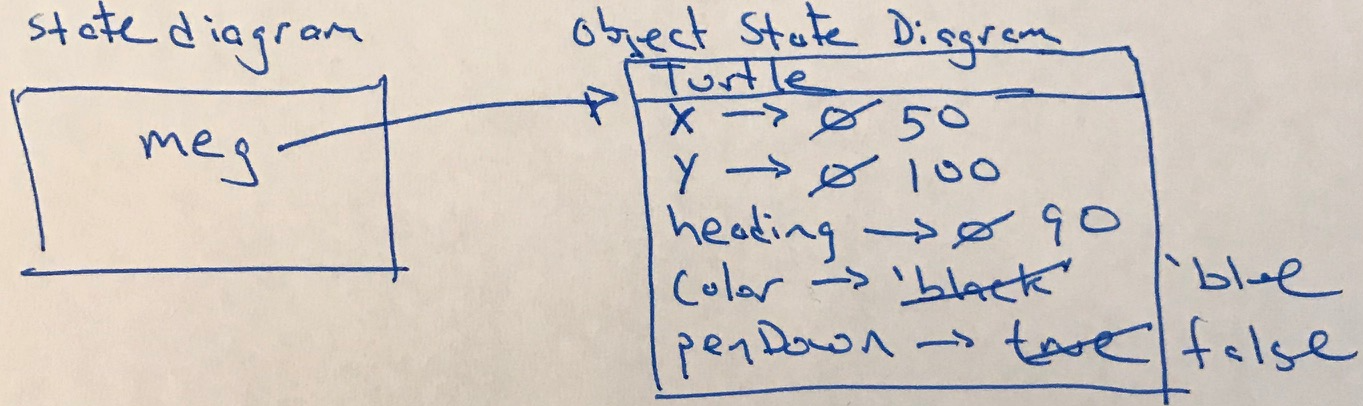 state diagram
Object State Diagram
Turtle
meg
x → 0 50
y → 0 100
heading → 0 90
Color → 'black' 'blue
penDown → true false